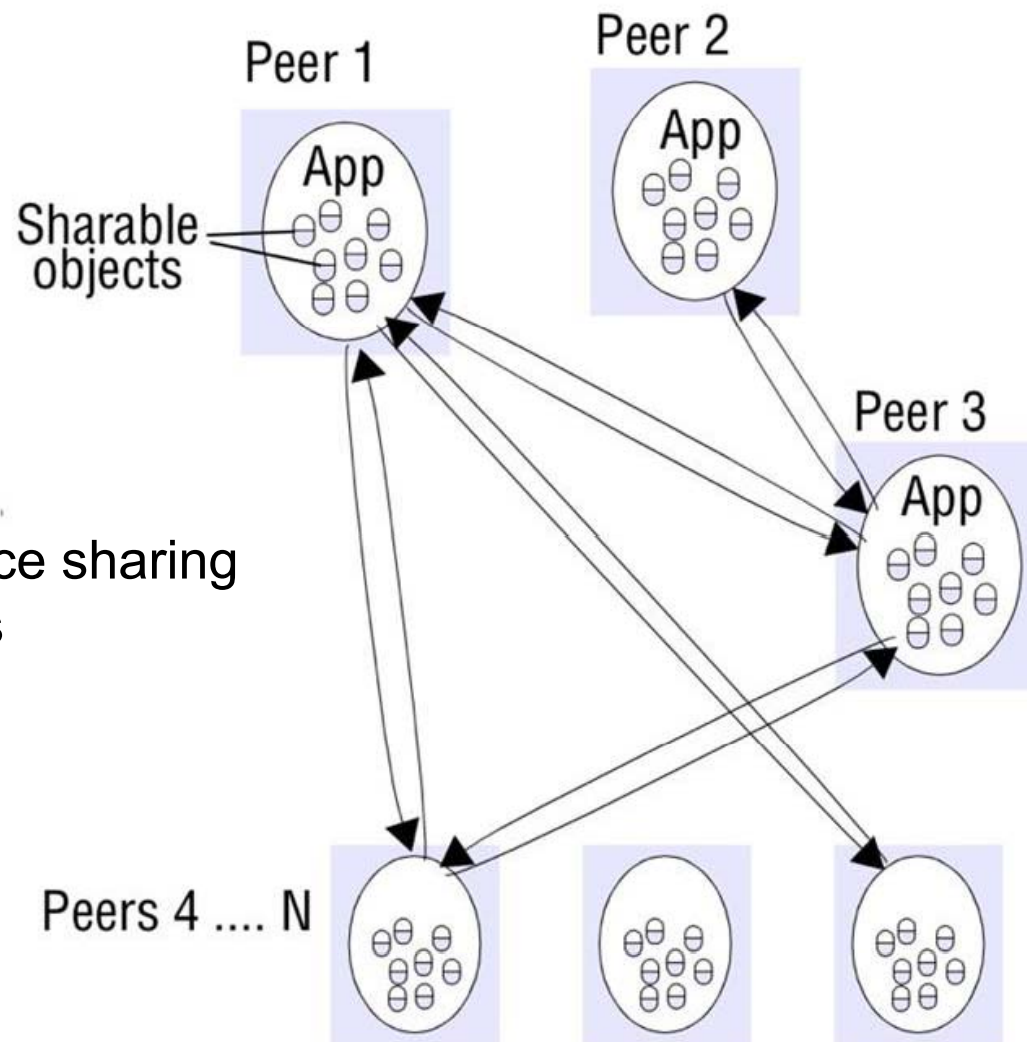 Peer 1
Peer 2
App
App
Sharable
objects
Peer 3
App
ce sharing
s
Peers 4 .... N